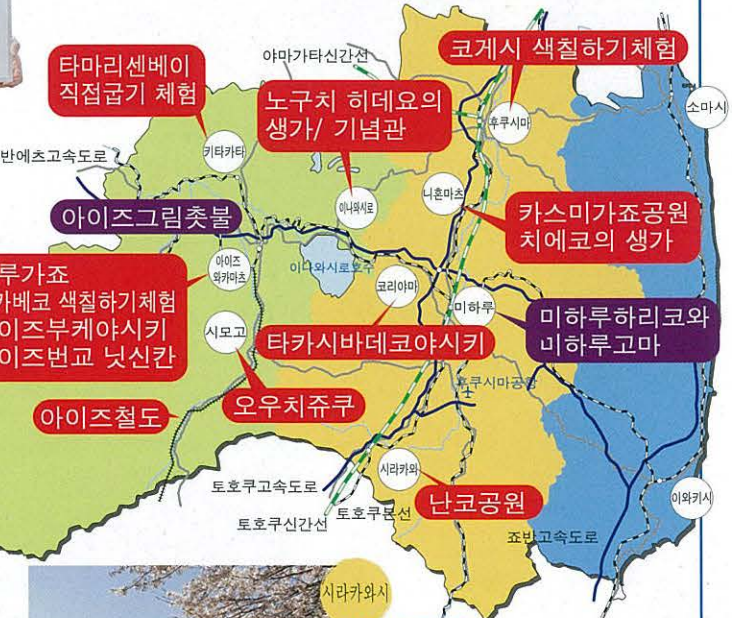 코게시 색칠하기체험
타마리센베이
직접굽기 체험
야마가타신간선
노구치 히데요의
생가/ 기념관
후쿠시마
소마시
반에츠고속도로
키타카타
이나와시로
니혼마츠
카스미가죠공원
치에코의 생가
아이즈그림촛불
아이즈
와카마츠
이나와시로호수
코리야마
루가죠
카베코 색칠하기체험
이즈부케야시키
이즈번교 닛신칸
시모고
타카시바데코야시키
미하루
미하루하리코와
미하루고마
후쿠시마공항
아이즈철도
오우치쥬쿠
시라카와
난코공원
토호쿠고속도로
토호쿠신간선
토호쿠본선
죠반고속도로
이와키시
시라카와시